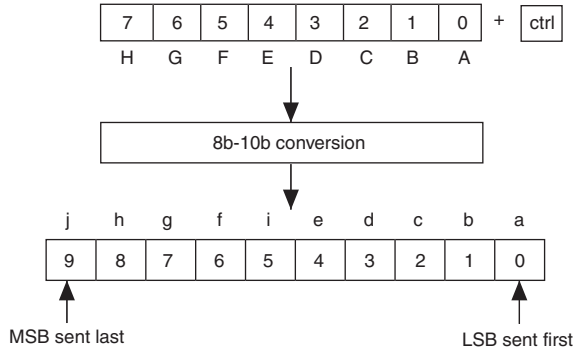 7 6 5 4 3 2 1 0 + ctrl
H G F E D C B A
8b-10b conversion
j h g f i e d c b a
9 8 7 6 5 4 3 2 1 0
MSB sent last LSB sent first